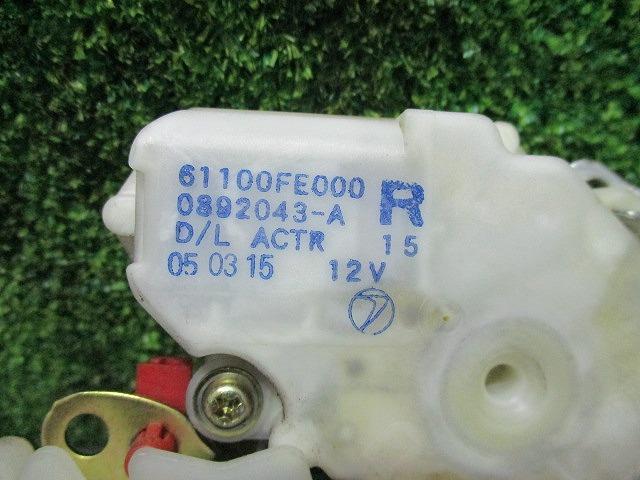 61100FE000
0892043-A
R
D/L ACTR 15
05 03 15 12V